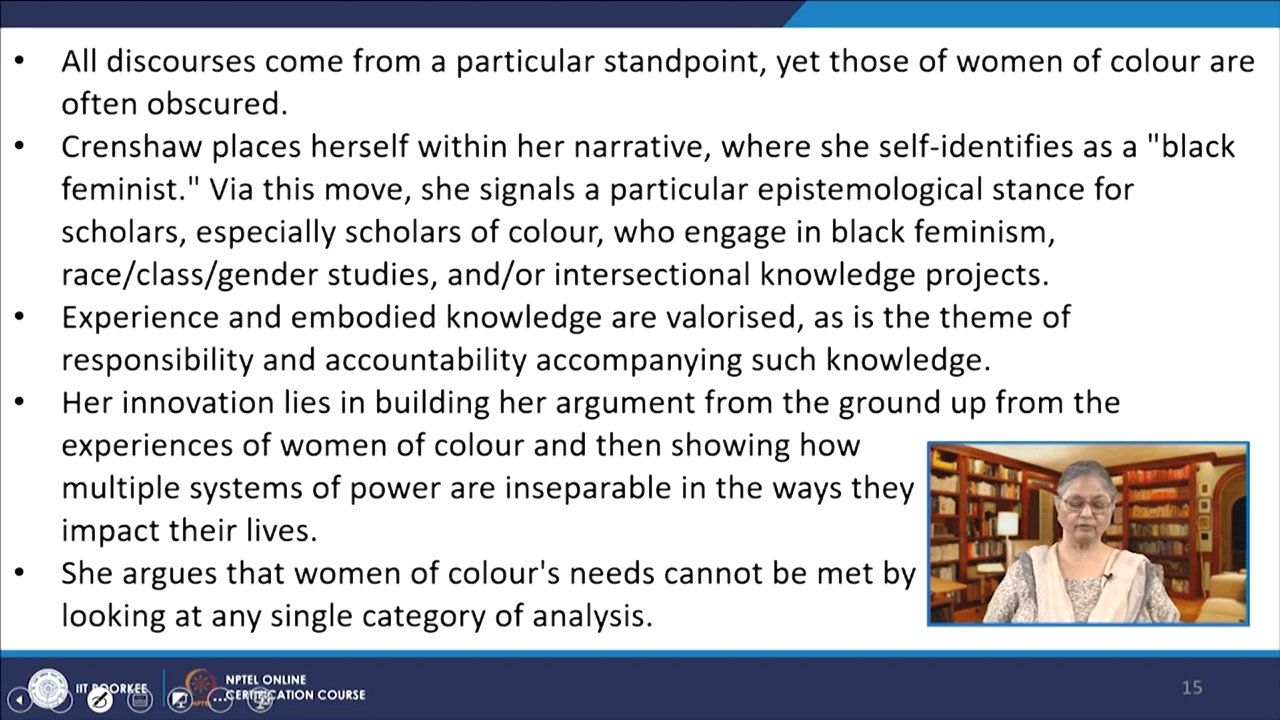 • All discourses come from a particular standpoint, yet those of women of colour are
often obscured.
• Crenshaw places herself within her narrative, where she self-identifies as a "black
feminist." Via this move, she signals a particular epistemological stance for
scholars, especially scholars of colour, who engage in black feminism,
race/class/gender studies, and/or intersectional knowledge projects.
• Experience and embodied knowledge are valorised, as is the theme of
responsibility and accountability accompanying such knowledge.
• Her innovation lies in building her argument from the ground up from the
experiences of women of colour and then showing how
multiple systems of power are inseparable in the ways they
impact their lives.
• She argues that women of colour's needs cannot be met by
looking at any single category of analysis.
IIT ROORKEE
NPTEL ONLINE
CERTIFICATION COURSE
15